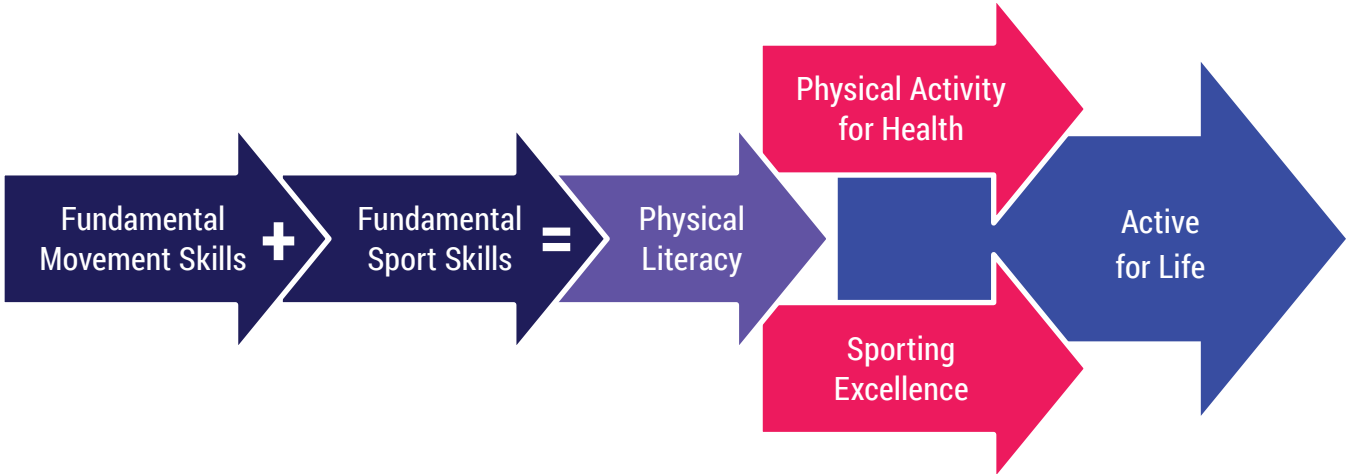 Fundamental
Movement Skills
+
Fundamental
Sport Skills
=
Physical
Literacy
Physical Activity
for Health
Sporting
Excellence
Active
for Life